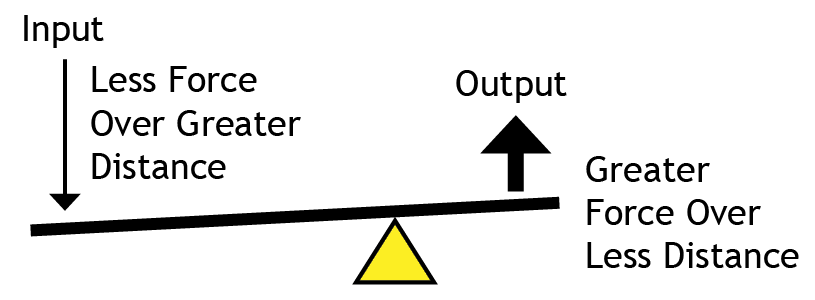 Input
Less Force
Over Greater
Distance
Output
Greater
Force Over
Less Distance